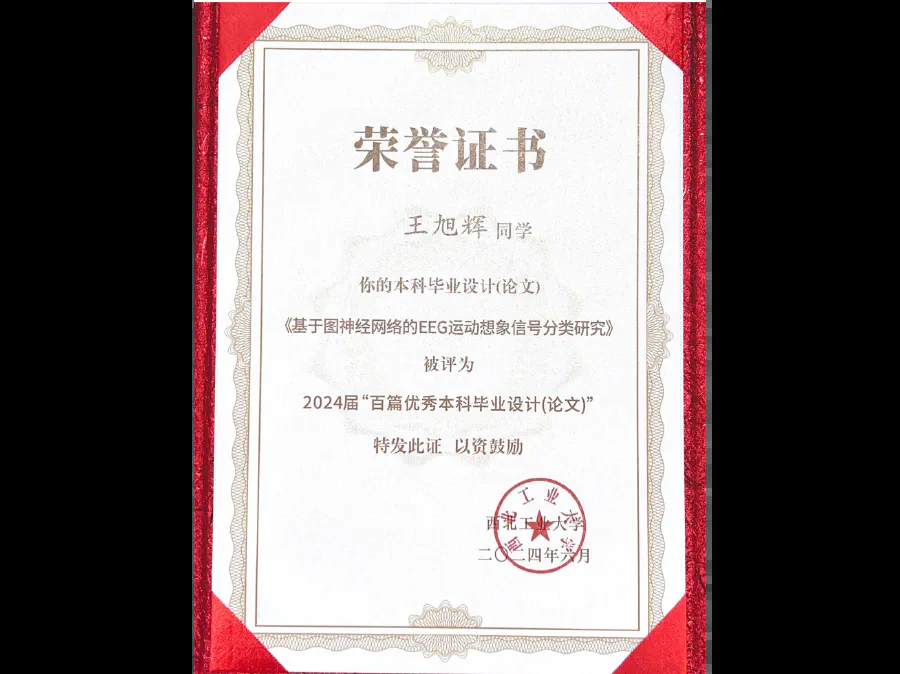 荣誉证书
王旭辉 同学
你的本科毕业设计(论文)
《基于图神经网络的EEG运动想象信号分类研究》
被评为
2024届“百篇优秀本科毕业设计(论文)”
特发此证 以资鼓励
西北工业大学
二〇二四年六月
西北工业大学